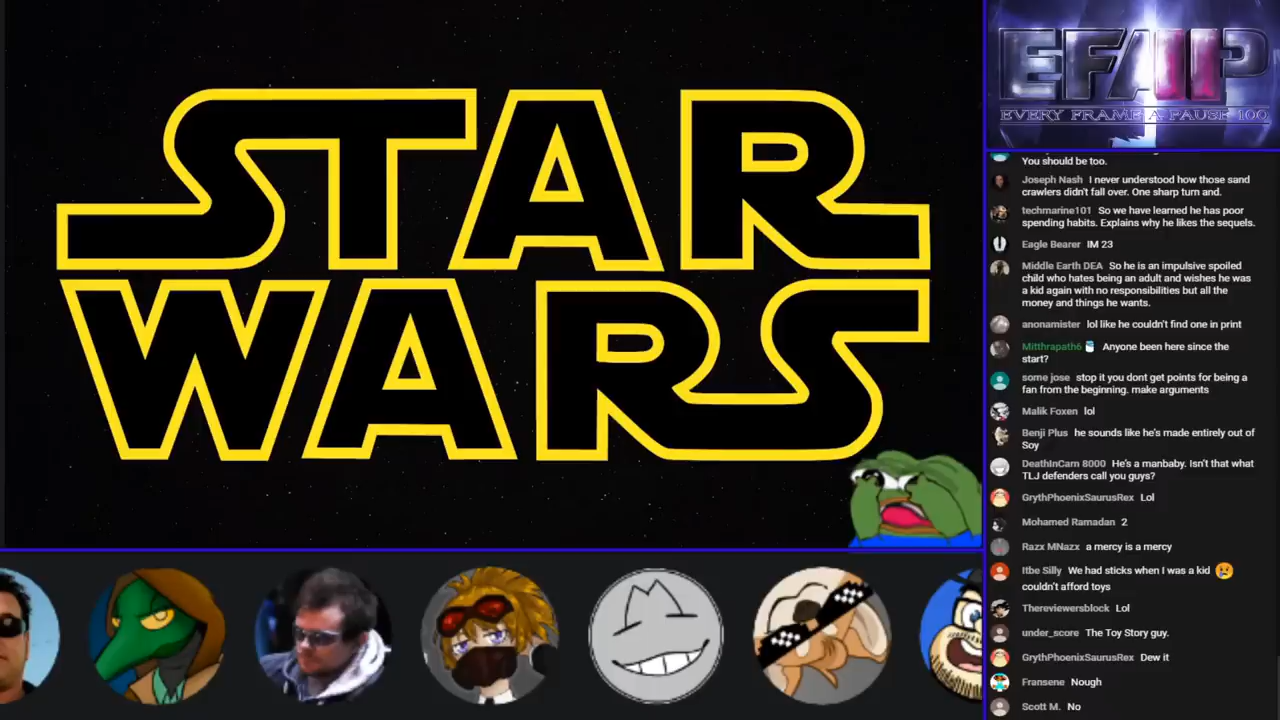 STAR
WARS
EFAP
EVERY FRAME A PAUSE 100
You should be too.
Joseph Nash I never understood how those sand
crawlers didn't fall over. One sharp turn and.
techmarine101 So we have learned he has poor
spending habits. Explains why he likes the sequels.
Eagle Bearer IM 23
Middle Earth DEA So he is an impulsive spoiled
child who hates being an adult and wishes he was
a kid again with no responsibilities but all the
money and things he wants.
anonamister lol like he couldn't find one in print
Mitthrapath6 Anyone been here since the
start?
some jose stop it you dont get points for being a
fan from the beginning. make arguments
Malik Foxen lol
Benji Plus he sounds like he's made entirely out of
Soy
DeathInCarn 8000 He's a manbaby. Isn't that what
TLJ defenders call you guys?
GrythPhoenixSaurusRex Lol
Mohamed Ramadan 2
Razx MNazx a mercy is a mercy
Itbe Silly We had sticks when I was a kid
couldn't afford toys
Thereviewersblock Lol
under_score The Toy Story guy.
GrythPhoenixSaurusRex Dew it
Fransene Nough
Scott M. No